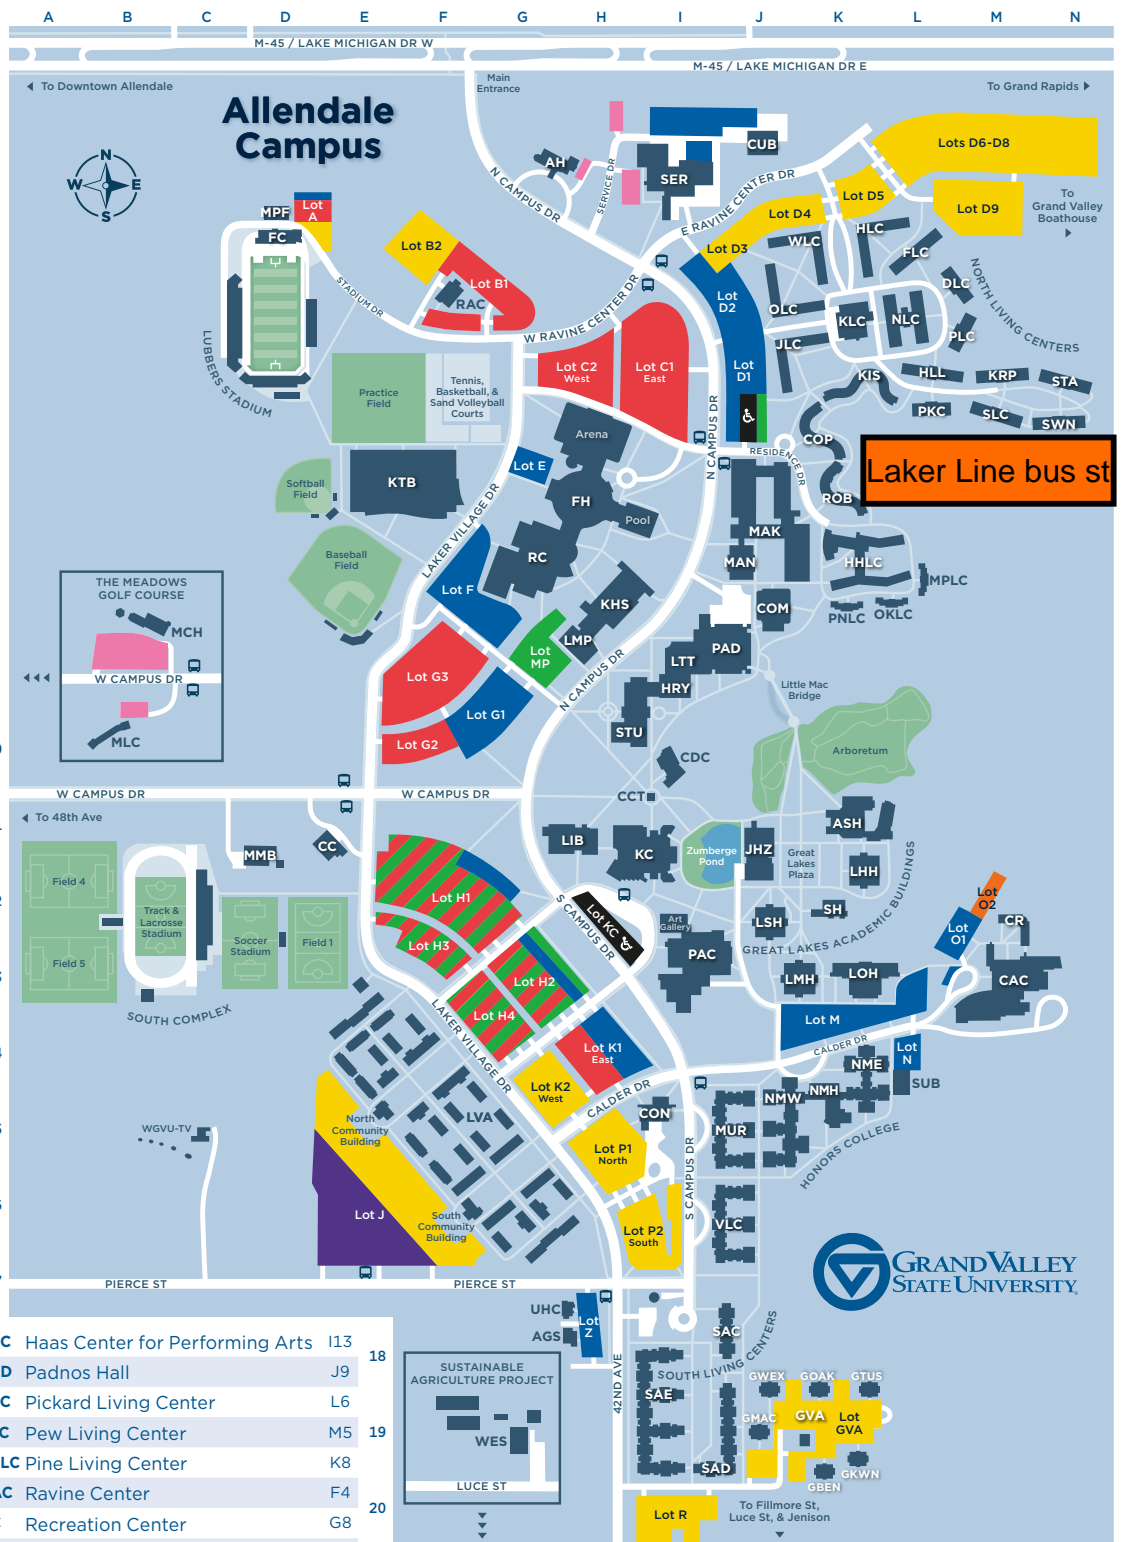 A B C D E F G H I J K L M N
M-45 / LAKE MICHIGAN DR W
M-45 / LAKE MICHIGAN DR E
To Downtown Allendale
Main
Entrance
To Grand Rapids
Allendale
Campus
N
W E
S
CUB
Lots D6-D8
AH
SER
SERVICE DR
N CAMPUS DR
E RAVINE CENTER DR
Lot D5
Lot D4
Lot D9
To
Grand Valley
Boathouse
MPF
Lot
A
FC
Lot B2
Lot D3
WLC
HLC
FLC
DLC
NORTH LIVING CENTERS
STADIUM DR
RAC
Lot B1
Lot
D2
OLC
KLC
NLC
PLC
W RAVINE CENTER DR
JLC
LUBBERS STADIUM
Practice
Field
Tennis,
Basketball, &
Sand Volleyball
Courts
Lot C2
West
Lot C1
East
Lot
D1
KIS
HLL
KRP
STA
PKC
SLC
SWN
N CAMPUS DR
Arena
COP
RESIDENCE DR
Laker Line bus st
Lot E
KTB
Softball
Field
FH
ROB
Pool
LAKER VILLAGE DR
MAK
Baseball
Field
RC
MAN
HHLC
MPLC
THE MEADOWS
GOLF COURSE
Lot F
KHS
COM
PNLC
OKLC
MCH
LMP
Lot
MP
PAD
LTT
W CAMPUS DR
Lot G3
N CAMPUS DR
HRY
Little Mac
Bridge
Lot G1
STU
MLC
Lot G2
CDC
Arboretum
W CAMPUS DR
W CAMPUS DR
CCT
To 48th Ave
ASH
LIB
KC
Zumberge
Pond
JHZ
Great
Lakes
Plaza
LHH
MMB
CC
Field 4
Lot H1
Lot
O2
Track &
Lacrosse
Stadium
S CAMPUS DR
Lot KC
Art
Gallery
LSH
SH
CR
Lot
O1
GREAT LAKES ACADEMIC BUILDINGS
Soccer
Stadium
Field 1
Lot H3
PAC
Field 5
Lot H2
LMH
LOH
CAC
SOUTH COMPLEX
Lot H4
LAKER VILLAGE DR
Lot M
CALDER DR
Lot K1
East
Lot
N
NME
SUB
Lot K2
West
CALDER DR
NMW
NMH
CON
LVA
North
Community
Building
WGVU-TV
MUR
HONORS COLLEGE
Lot P1
North
S CAMPUS DR
Lot J
South
Community
Building
Lot P2
South
VLC
GRAND VALLEY
STATE UNIVERSITY
PIERCE ST
PIERCE ST
UHC
Lot
Z
AGS
SAC
SOUTH LIVING CENTERS
42ND AVE
C Haas Center for Performing Arts I13
D Padnos Hall J9
C Pickard Living Center L6
C Pew Living Center M5
LC Pine Living Center K8
AC Ravine Center F4
Recreation Center G8
18
19
20
SUSTAINABLE
AGRICULTURE PROJECT
WES
LUCE ST
SAE
SAD
GWEX
GOAK
GTUS
GMAC
GVA
Lot
GVA
GKWN
GBEN
Lot R
To Fillmore St,
Luce St, & Jenison